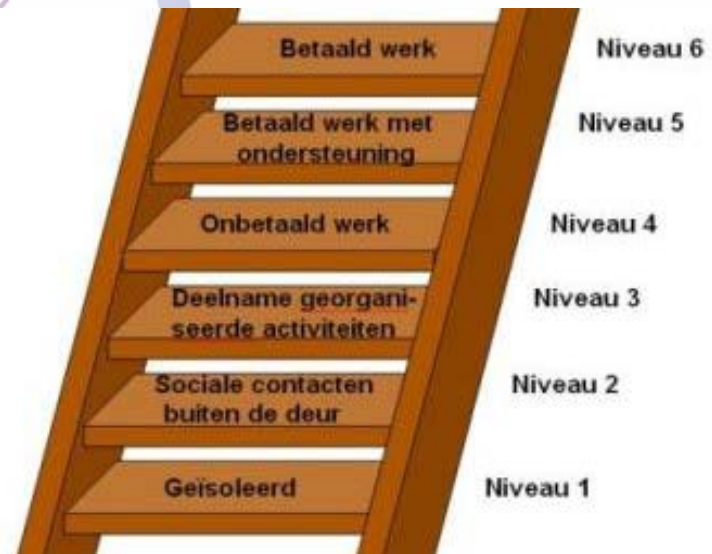 Betaald werk
Niveau 6
Betaald werk met
ondersteuning
Niveau 5
Onbetaald werk
Niveau 4
Deelname georgani-
seerde activiteiten
Niveau 3
Sociale contacten
buiten de deur
Niveau 2
Geïsoleerd
Niveau 1